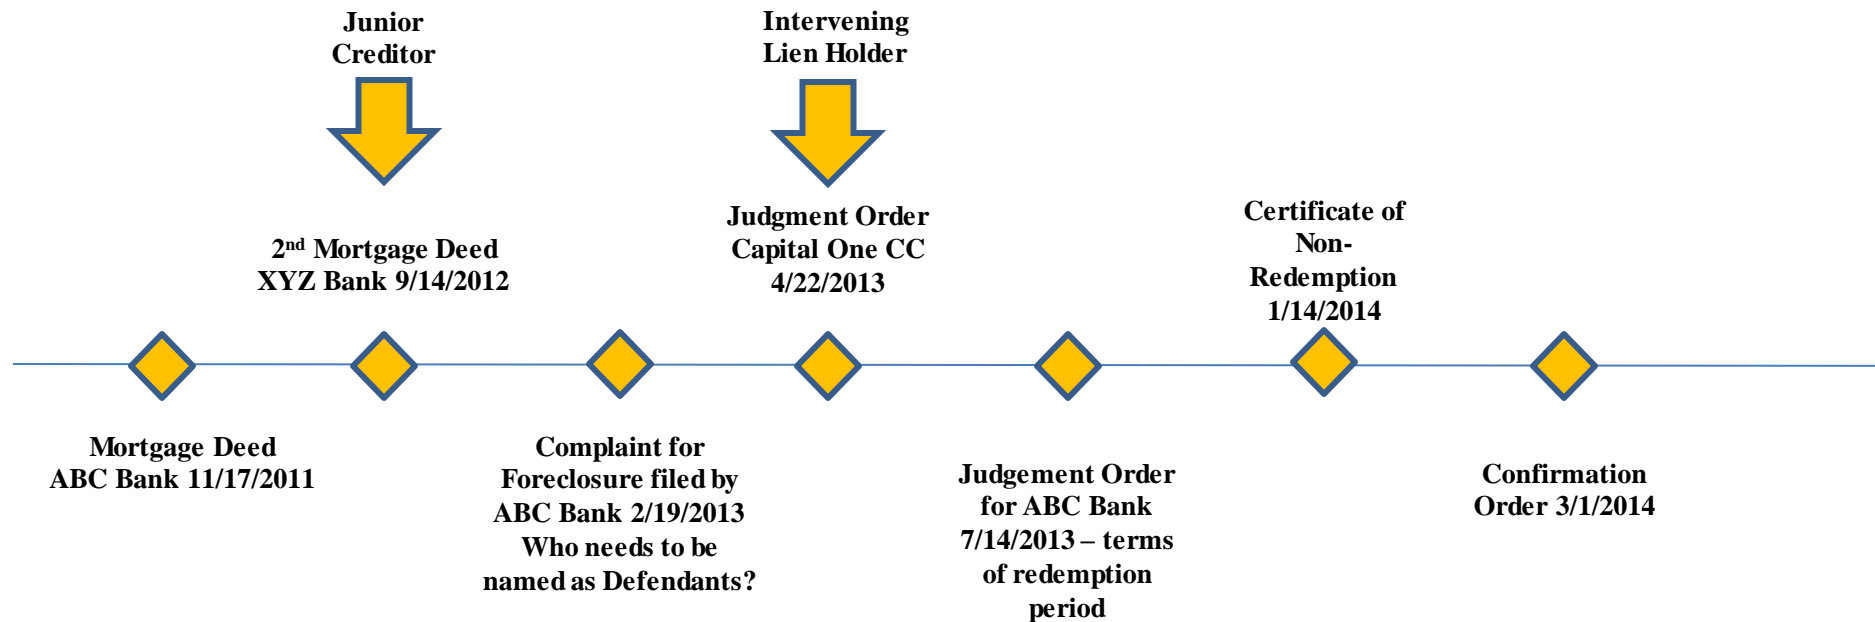 Junior
Creditor
Intervening
Lien Holder
2nd Mortgage Deed
XYZ Bank 9/14/2012
Judgment Order
Capital One CC
4/22/2013
Certificate of
Non-
Redemption
1/14/2014
Mortgage Deed
ABC Bank 11/17/2011
Complaint for
Foreclosure filed by
ABC Bank 2/19/2013
Who needs to be
named as Defendants?
Judgement Order
for ABC Bank
7/14/2013 – terms
of redemption
period
Confirmation
Order 3/1/2014